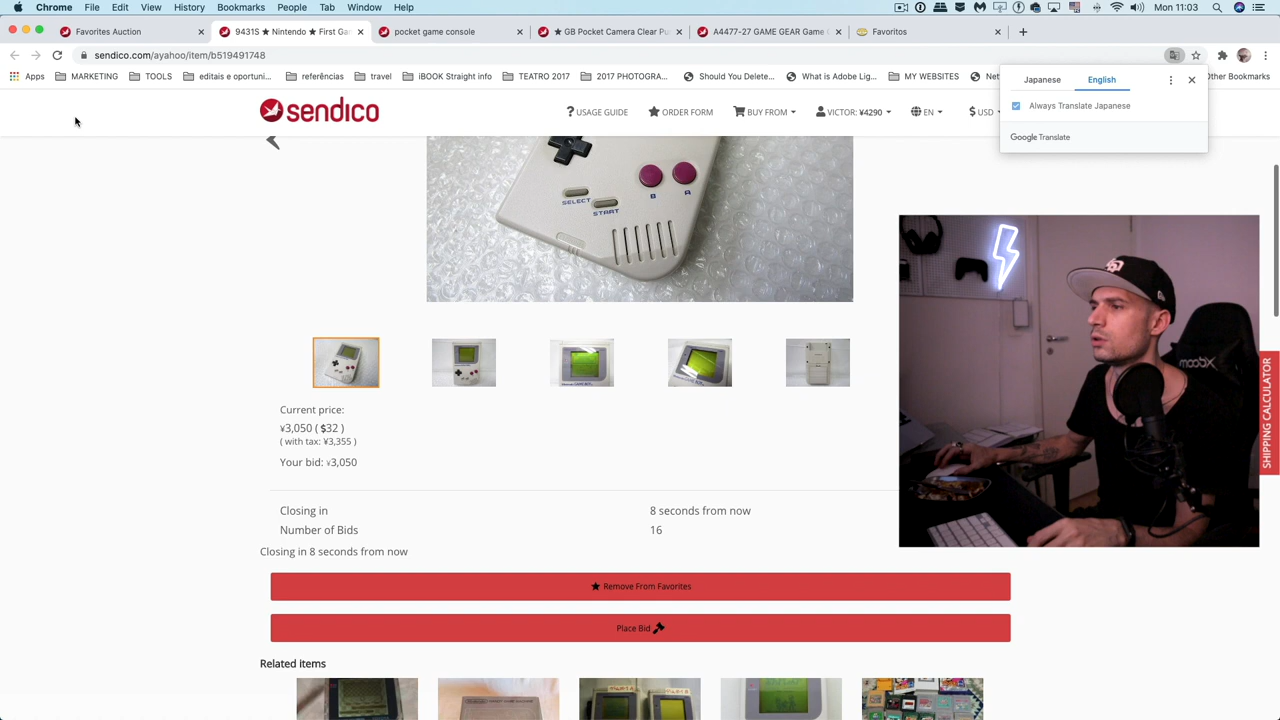 Chrome File Edit View History Bookmarks People Tab Window Help Mon 11:03
Favorites Auction
9431S ★ Nintendo ★ First Ga
pocket game console
★ GB Pocket Camera Clear Pu
A4477-27 GAME GEAR Game
Favoritos
sendico.com/ayahoo/item/b519491748
Apps MARKETING TOOLS editais e oportuni... referências travel iBOOK Straight info TEATRO 2017 2017 PHOTOGRA... Should You Delete... What is Adobe Lig... MY WEBSITES Net Other Bookmarks
Japanese English
Always Translate Japanese
Google Translate
sendico
USAGE GUIDE ORDER FORM BUY FROM VICTOR: ¥4290 EN $ USD
SELECT START B A
Current price:
¥3,050 ( $32 )
( with tax: ¥3,355 )
Your bid: ¥3,050
Closing in 8 seconds from now
Number of Bids 16
Closing in 8 seconds from now
Remove From Favorites
Place Bid
Related items
SHIPPING CALCULATOR
moobx